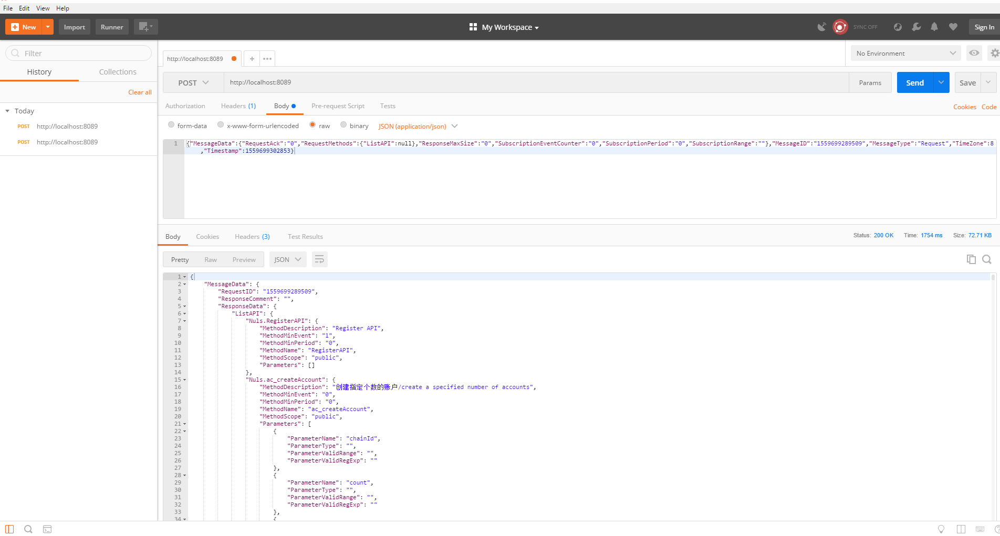 File Edit View Help
New Import Runner My Workspace SYNC OFF Sign In
Filter
History Collections
Clear all
Today
POST http://localhost:8089
POST http://localhost:8089
http://localhost:8089 + ••• No Environment
POST http://localhost:8089 Params Send Save
Authorization Headers (1) Body Pre-request Script Tests Cookies Code
form-data x-www-form-urlencoded raw binary JSON (application/json)
1 {"MessageData":{"RequestAck":"0","RequestMethods":{"ListAPI":null},"ResponseMaxSize":"0","SubscriptionEventCounter":"0","SubscriptionPeriod":"0","SubscriptionRange":""},"MessageID":"1559699289509","MessageType":"Request","TimeZone":8
,"Timestamp":1559699302853}
Body Cookies Headers (3) Test Results Status: 200 OK Time: 1754 ms Size: 72.71 KB
Pretty Raw Preview JSON
1 {
2 "MessageData": {
3 "RequestID": "1559699289509",
4 "ResponseComment": "",
5 "ResponseData": {
6 "ListAPI": {
7 "Nuls.RegisterAPI": {
8 "MethodDescription": "Register API",
9 "MethodMinEvent": "1",
10 "MethodMinPeriod": "0",
11 "MethodName": "RegisterAPI",
12 "MethodScope": "public",
13 "Parameters": []
14 },
15 "Nuls.ac_createAccount": {
16 "MethodDescription": "创建指定个数的账户/create a specified number of accounts",
17 "MethodMinEvent": "0",
18 "MethodMinPeriod": "0",
19 "MethodName": "ac_createAccount",
20 "MethodScope": "public",
21 "Parameters": [
22 {
23 "ParameterName": "chainId",
24 "ParameterType": "",
25 "ParameterValidRange": "",
26 "ParameterValidRegExp": ""
27 },
28 {
29 "ParameterName": "count",
30 "ParameterType": "",
31 "ParameterValidRange": "",
32 "ParameterValidRegExp": ""
33 },
34 {